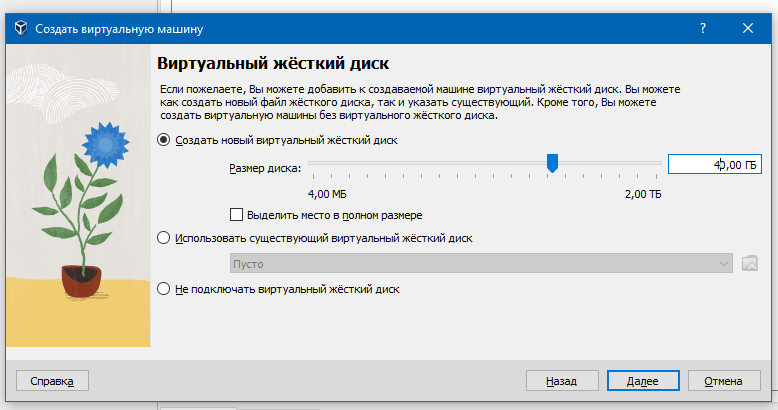 Создать виртуальную машину
Виртуальный жёсткий диск
Если пожелаете, Вы можете добавить к создаваемой машине виртуальный жёсткий диск. Вы можете
как создать новый файл жёсткого диска, так и указать существующий. Кроме того, Вы можете
создать виртуальную машины без виртуального жёсткого диска.
Создать новый виртуальный жёсткий диск
Размер диска:
40,00 ГБ
4,00 МБ
2,00 ТБ
Выделить место в полном размере
Использовать существующий виртуальный жёсткий диск
Пусто
Не подключать виртуальный жёсткий диск
Справка
Назад
Далее
Отмена